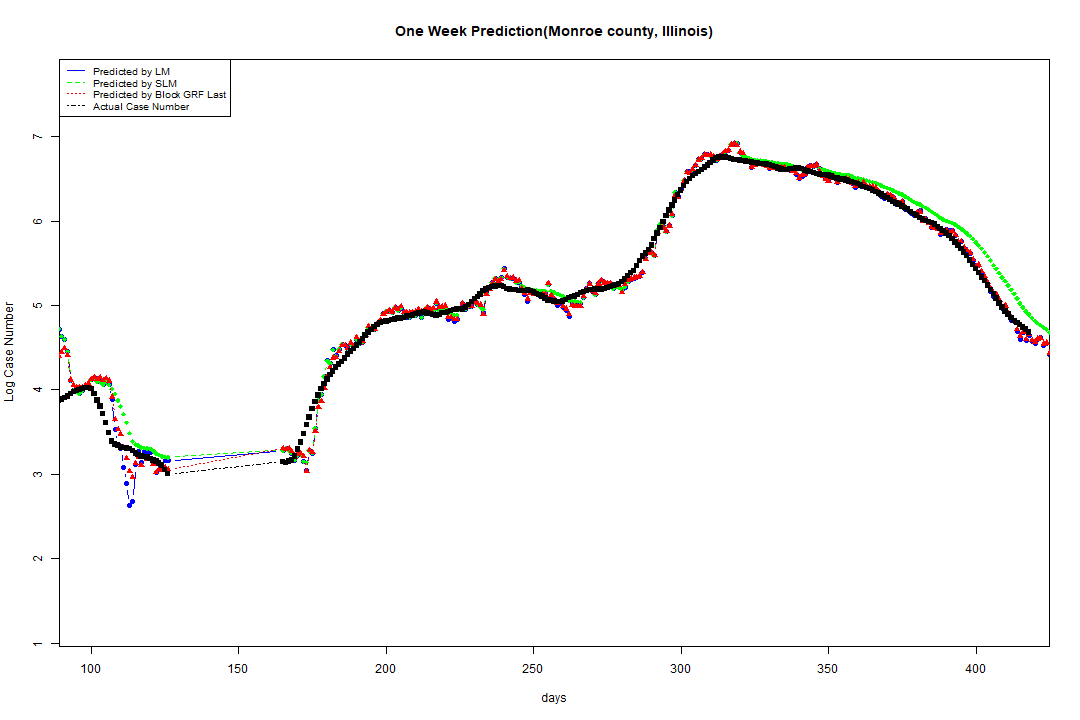 One Week Prediction(Monroe county, Illinois)
Predicted by LM
Predicted by SLM
Predicted by Block GRF Last
Actual Case Number
7
6
5
4
3
2
1
Log Case Number
100 150 200 250 300 350 400
days